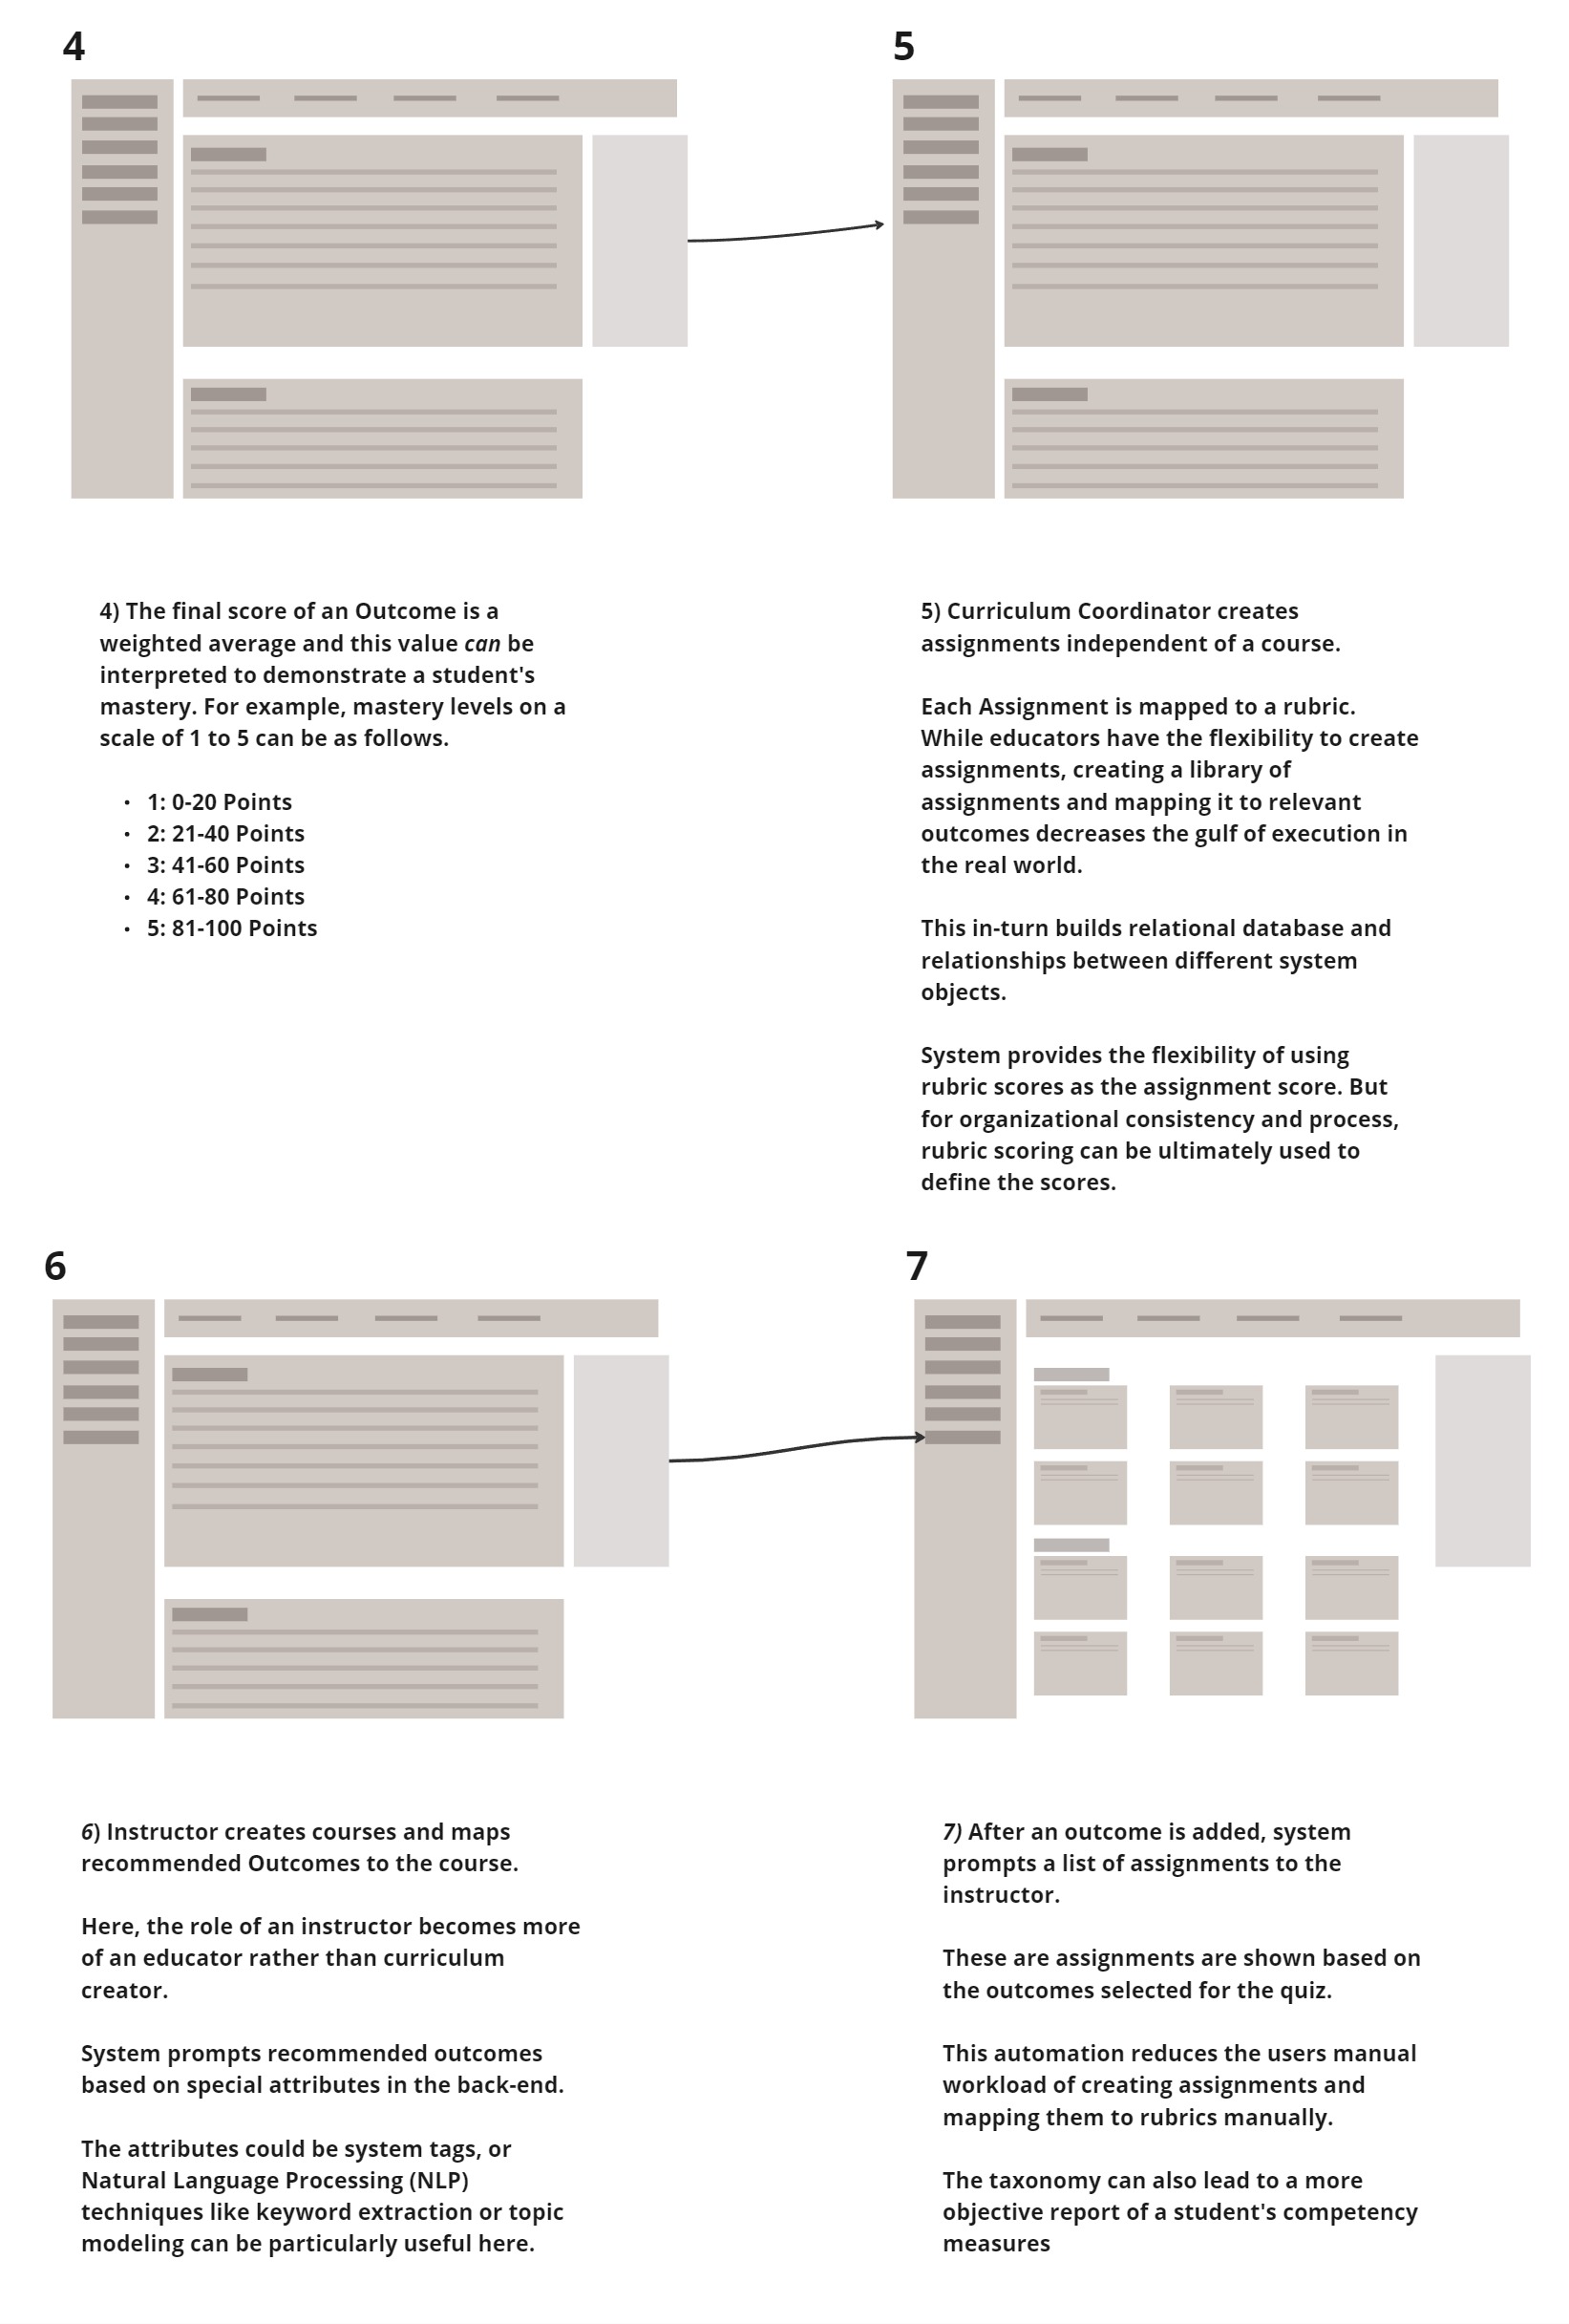 4
5
4) The final score of an Outcome is a
weighted average and this value can be
interpreted to demonstrate a student's
mastery. For example, mastery levels on a
scale of 1 to 5 can be as follows.
• 1: 0-20 Points
• 2: 21-40 Points
• 3: 41-60 Points
• 4: 61-80 Points
• 5: 81-100 Points
5) Curriculum Coordinator creates
assignments independent of a course.
Each Assignment is mapped to a rubric.
While educators have the flexibility to create
assignments, creating a library of
assignments and mapping it to relevant
outcomes decreases the gulf of execution in
the real world.
This in-turn builds relational database and
relationships between different system
objects.
System provides the flexibility of using
rubric scores as the assignment score. But
for organizational consistency and process,
rubric scoring can be ultimately used to
define the scores.
6
7
6) Instructor creates courses and maps
recommended Outcomes to the course.
Here, the role of an instructor becomes more
of an educator rather than curriculum
creator.
System prompts recommended outcomes
based on special attributes in the back-end.
The attributes could be system tags, or
Natural Language Processing (NLP)
techniques like keyword extraction or topic
modeling can be particularly useful here.
7) After an outcome is added, system
prompts a list of assignments to the
instructor.
These are assignments are shown based on
the outcomes selected for the quiz.
This automation reduces the users manual
workload of creating assignments and
mapping them to rubrics manually.
The taxonomy can also lead to a more
objective report of a student's competency
measures